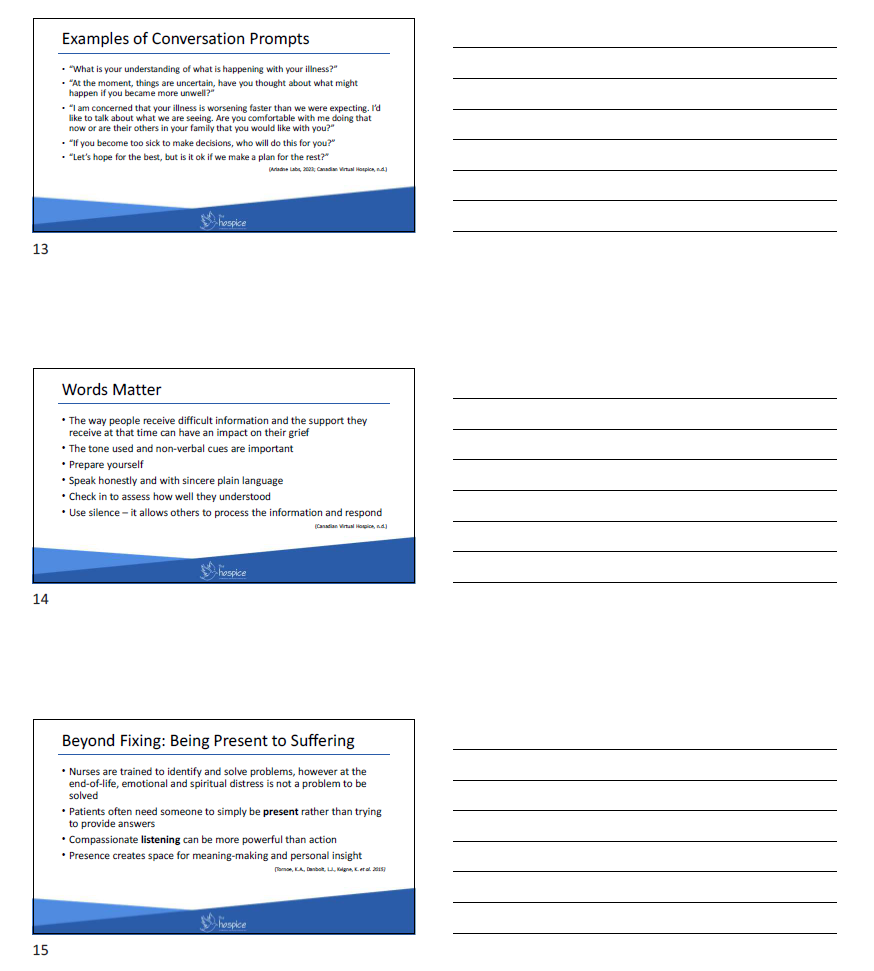 Examples of Conversation Prompts
• “What is your understanding of what is happening with your illness?”
• “At the moment, things are uncertain, have you thought about what might
happen if you became more unwell?”
• “I am concerned that your illness is worsening faster than we were expecting. I’d
like to talk about what we are seeing. Are you comfortable with me doing that
now or are their others in your family that you would like with you?”
• “If you become too sick to make decisions, who will do this for you?”
• “Let’s hope for the best, but is it ok if we make a plan for the rest?”
(Ariadne Labs, 2023; Canadian Virtual Hospice, n.d.)
the
hospice
13
Words Matter
• The way people receive difficult information and the support they
receive at that time can have an impact on their grief
• The tone used and non-verbal cues are important
• Prepare yourself
• Speak honestly and with sincere plain language
• Check in to assess how well they understood
• Use silence – it allows others to process the information and respond
(Canadian Virtual Hospice, n.d.)
the
hospice
14
Beyond Fixing: Being Present to Suffering
• Nurses are trained to identify and solve problems, however at the
end-of-life, emotional and spiritual distress is not a problem to be
solved
• Patients often need someone to simply be present rather than trying
to provide answers
• Compassionate listening can be more powerful than action
• Presence creates space for meaning-making and personal insight
(Tornoe, K.A., Danbolt, L.J., Kvigne, K. et al. 2015)
the
hospice
15